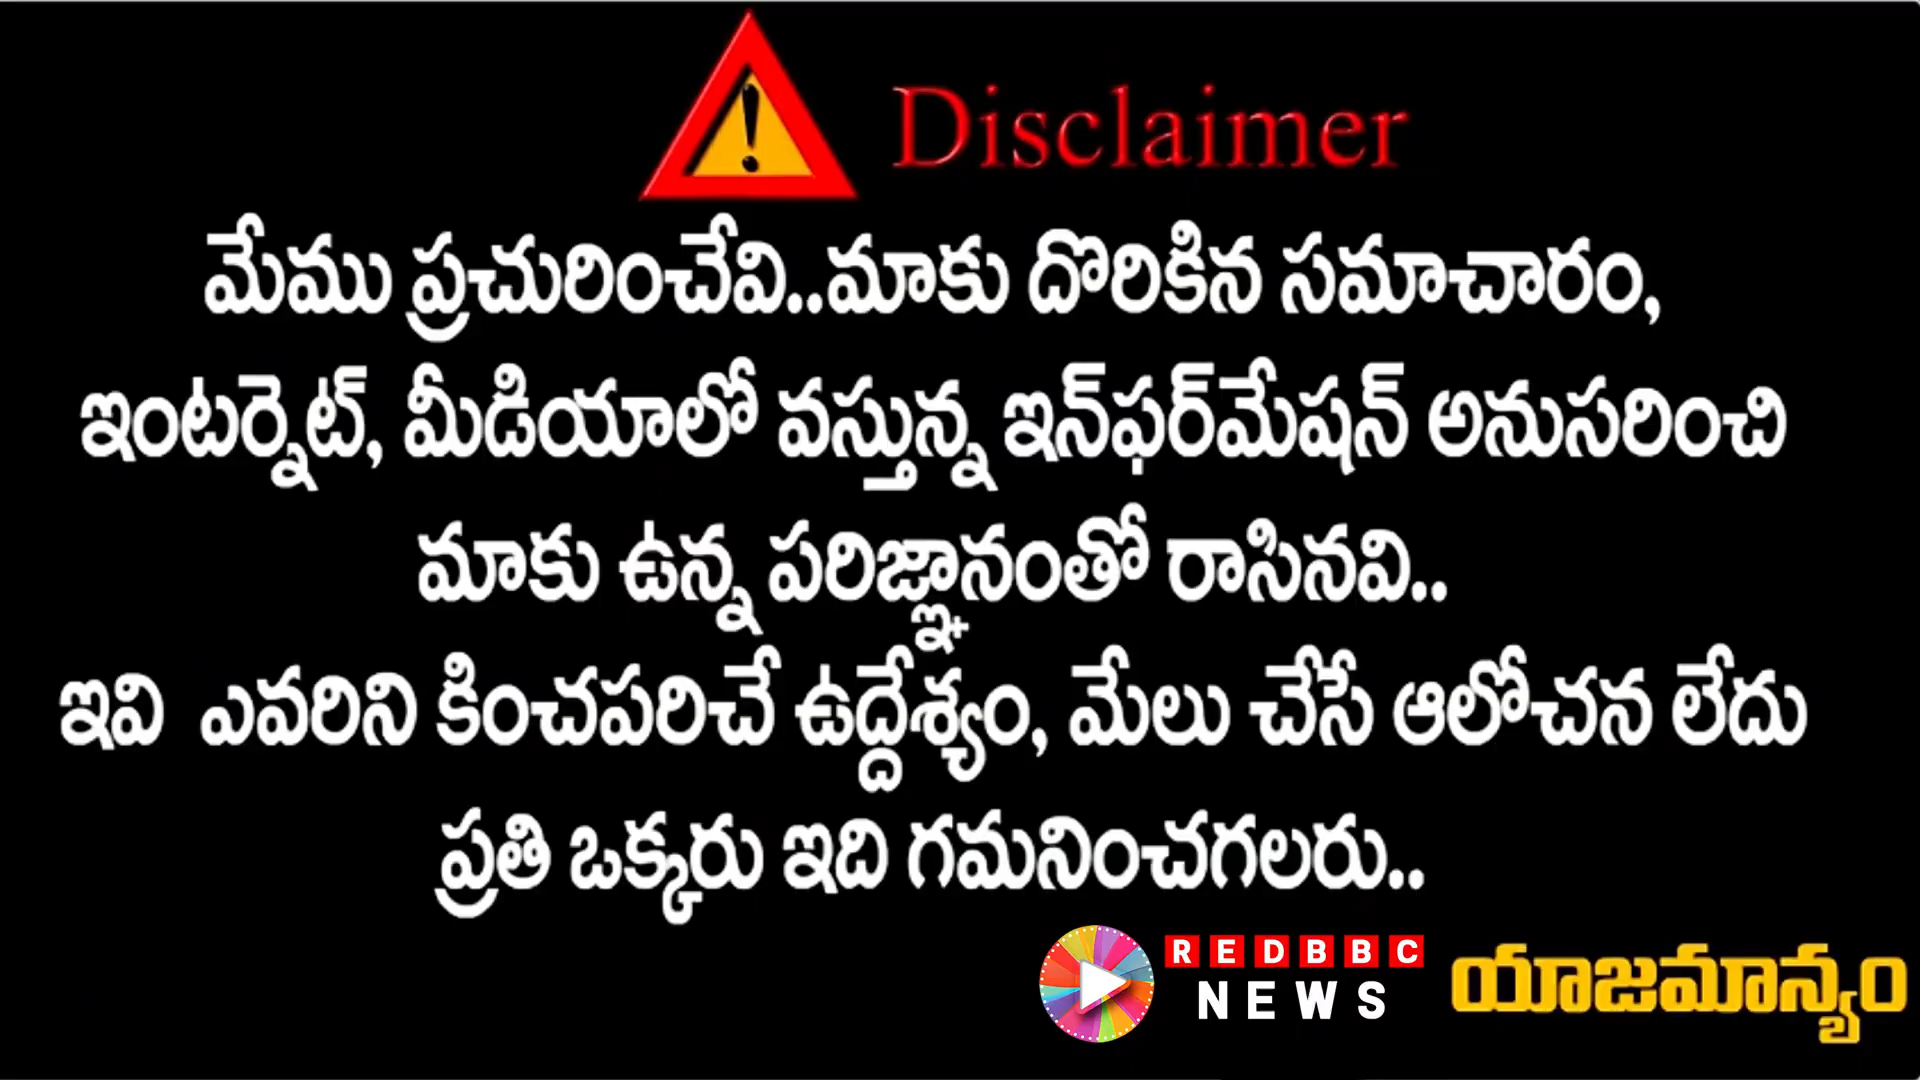 Disclaimer
మేము ప్రచురించేవి..మాకు దొరికిన సమాచారం,
ఇంటర్నెట్, మీడియాలో వస్తున్న ఇన్‌ఫర్‌మేషన్ అనుసరించి
మాకు ఉన్న పరిజ్ఞానంతో రాసినవి..
ఇవి ఎవరిని కించపరిచే ఉద్దేశ్యం, మేలు చేసే ఆలోచన లేదు
ప్రతి ఒక్కరు ఇది గమనించగలరు..
REDBBC
NEWS
యాజమాన్యం